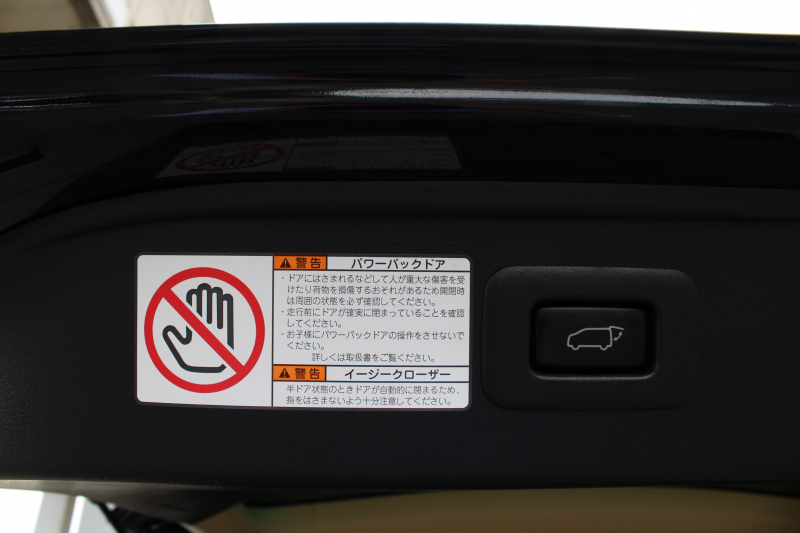 警告 パワーバックドア
・ドアにはさまれるなどして人が重大な傷害を受
けたり荷物を損傷するおそれがあるため開閉時
は周囲の状態を必ず確認してください。
・走行前にドアが確実に閉まっていることを確認
してください。
・お子様にパワーバックドアの操作をさせないで
ください。
詳しくは取扱書をご覧ください。
警告 イージークローザー
半ドア状態のときドアが自動的に閉まるため、
指をはさまないよう十分注意してください。